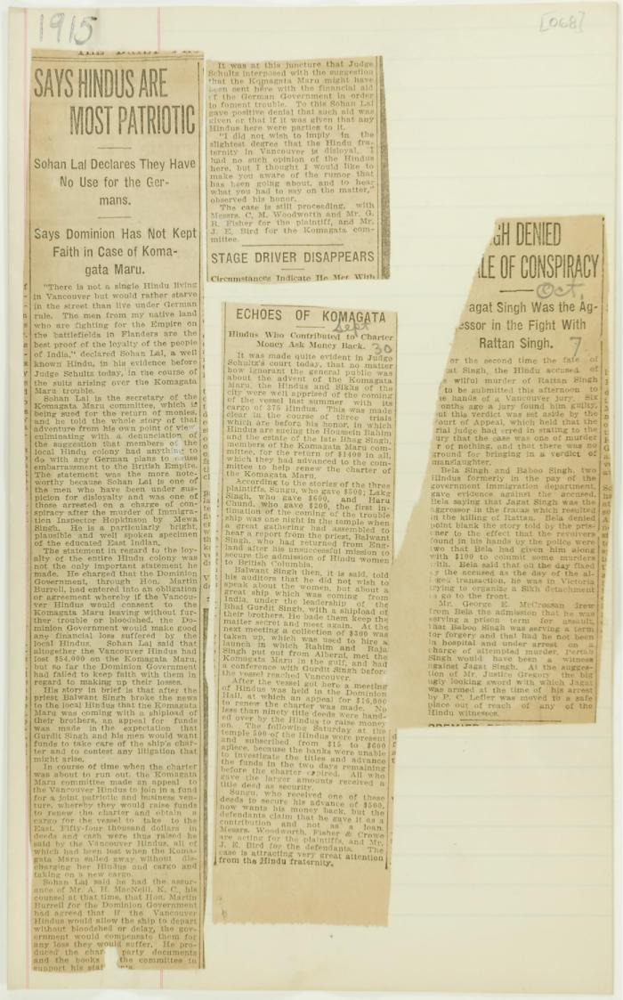 1915
[068]
SAYS HINDUS ARE
MOST PATRIOTIC
Sohan Lal Declares They Have
No Use for the Ger-
mans.
Says Dominion Has Not Kept
Faith in Case of Koma-
gata Maru.
"There is not a single Hindu living
in Vancouver but would rather starve
in the street than live under German
rule. The men from my native land
who are fighting for the Empire on
the battlefields in Flanders are the
best proof of the loyalty of the people
of India," declared Sohan Lal, a well
known Hindu, in his evidence before
Judge Schultz today, in the course of
the suits arising over the Komagata
Maru trouble.
Sohan Lal is the secretary of the
Komagata Maru committee, which is
being sued for the return of monies,
and he told the whole story of that
adventure from his own point of view,
culminating with a denunciation of
the suggestion that members of the
local Hindu colony had anything to
do with any German plans to cause
embarrassment to the British Empire.
The statement was the more note-
worthy because Sohan Lal is one of
the men who have been under sus-
picion for disloyalty and was one of
those arrested on a charge of con-
spiracy after the murder of Immigra-
tion Inspector Hopkinson by Mewa
Singh. He is a particularly bright,
plausible and well spoken specimen
of the educated East Indian.
The statement in regard to the loy-
alty of the entire Hindu colony was
not the only important statement he
made. He charged that the Dominion
Government, through Hon. Martin
Burrell, had entered into an obligation
or agreement whereby if the Vancou-
ver Hindus would consent to the
Komagata Maru leaving without fur-
ther trouble or bloodshed, the Do-
minion Government would make good
any financial loss suffered by the
local Hindus. Sohan Lal said that
altogether the Vancouver Hindus had
lost $54,000 on the Komagata Maru,
but so far the Dominion Government
had failed to keep faith with them in
regard to making up their losses.
His story in brief is that after the
priest Balwant Singh broke the news
to the local Hindus that the Komagata
Maru was coming with a shipload of
their brothers, an appeal for funds
was made in the expectation that
Gurdit Singh and his men would want
funds to take care of the ship's char-
ter and to contest any litigation that
might arise.
In course of time when the charter
was about to run out, the Komagata
Maru committee made an appeal to
the Vancouver Hindus to join in a fund
for a joint patriotic and business ven-
ture, whereby they would raise funds
to renew the charter and obtain a
cargo for the vessel to take to the
East. Fifty-four thousand dollars in
deeds and cash were thus raised he
said by the Vancouver Hindus, all of
which had been lost when the Koma-
gata Maru sailed away without dis-
charging her Hindus and cargo and
taking on a new cargo.
Sohan Lal said he had the assur-
ance of Mr. A. H. MacNeill, K. C., his
counsel at that time, that Hon. Martin
Burrell for the Dominion Government
had agreed that if the Vancouver
Hindus would allow the ship to depart
without bloodshed or delay, the gov-
ernment would compensate them for
any loss they would suffer. He pro-
duced the char party documents
and the books the committee in
support his
It was at this juncture that Judge
Schultz interposed with the suggestion
that the Komagata Maru might have
been sent here with the financial aid
of the German Government in order
to foment trouble. To this Sohan Lal
gave positive denial that such aid was
given or that if it was given that any
Hindus here were parties to it.
"I did not wish to imply in the
slightest degree that the Hindu fra-
ternity in Vancouver is disloyal. I
had no such opinion of the Hindus
here, but I thought I would like to
make you aware of the rumor that
has been going about, and to hear
what you had to say on the matter,"
observed his honor.
The case is still proceeding, with
Messrs. C. M. Woodworth and Mr. G.
R. Fisher for the plaintiff, and Mr.
J. E. Bird for the Komagata com-
mittee.
STAGE DRIVER DISAPPEARS
Circumstances Indicate He Met With
ECHOES OF KOMAGATA
Sept
30
Hindus Who Contributed to Charter
Money Ask Money Back.
It was made quite evident in Judge
Schultz's court today, that no matter
how ignorant the general public was
about the advent of the Komagata
Maru, the Hindus and Sikhs of the
city were well apprised of the coming
of the vessel last summer with its
cargo of 375 Hindus. This was made
clear in the course of three trials
which are before his honor, in which
Hindus are suing the Houssein Rahim
and the estate of the late Bhag Singh,
members of the Komagata Maru com-
mittee, for the return of $1400 in all,
which they had advanced to the com-
mittee to help renew the charter of
the Komagata Maru.
According to the stories of the three
plaintiffs, Sungu, who gave $500; Lakg
Singh, who gave $600, and Haru
Chund, who gave $200, the first in-
timation of the coming of the trouble
ship was one night in the temple when
a great gathering had assembled to
hear a report from the priest, Balwant
Singh, who had returned from Eng-
land after his unsuccessful mission to
secure the admission of Hindu women
to British Columbia.
Balwant Singh then, it is said, told
his auditors that he did not wish to
speak about the women, but about a
great ship which was coming from
India, under the leadership of the
Bhai Gurdit Singh, with a shipload of
their brothers. He bade them keep the
matter secret and meet again. At the
next meeting a collection of $300 was
taken up, which was used to hire a
launch in which Rahim and Raja
Singh put out from Alberni, met the
Komagata Maru in the gulf, and had
a conference with Gurdit Singh before
the vessel reached Vancouver.
After the vessel got here a meeting
of Hindus was held in the Dominion
Hall, at which an appeal for $16,000
to renew the charter was made. No
less than ninety title deeds were hand-
ed over by the Hindus to raise money
on. The following Saturday at the
temple 500 of the Hindus were present
and subscribed from $15 to $600
apiece, because the banks were unable
to investigate the titles and advance
the funds in the two days remaining
before the charter expired. All who
gave the larger amounts received a
title deed as security.
Sungu, who received one of these
deeds to secure his advance of $500,
now wants his money back, but the
defendants claim that he gave it as a
contribution and not as a loan.
Messrs. Woodworth, Fisher & Crowe
are acting for the plaintiffs, and Mr.
J. E. Bird for the defendants. The
case is attracting very great attention
from the Hindu fraternity.
GH DENIED
LE OF CONSPIRACY
Oct.
7
agat Singh Was the Ag-
essor in the Fight With
Rattan Singh.
or the second time the fate of
gat Singh, the Hindu accused of
wilful murder of Rattan Singh
to be submitted this afternoon to
e hands of a Vancouver jury. Six
onths ago a jury found him guilty,
ut this verdict was set aside by the
ourt of Appeal, which held that the
rial judge had erred in stating to the
ury that the case was one of murder
r of nothing, and that there was no
ground for bringing in a verdict of
manslaughter.
Bela Singh and Baboo Singh, two
Hindus formerly in the pay of the
government immigration department,
gave evidence against the accused,
Bela saying that Jagat Singh was the
aggressor in the fracas which resulted
in the killing of Rattan. Bela denied
point blank the story told by the pris-
oner to the effect that the revolvers
found in his hands by the police were
two that Bela had given him along
with $100 to commit some murders
with. Bela said that on the day fixed
by the accused as the day of the al-
leged transaction, he was in Victoria
trying to organize a Sikh detachment
to go to the front.
Mr. George E. McCrossan drew
from Bela the admission that he was
serving a prison term for assault,
that Baboo Singh was serving a term
for forgery and that had he not been
in hospital and under arrest on a
charge of attempted murder, Pertab
Singh would have been a witness
against Jagat Singh. At the sugges-
tion of Mr. Justice Gregory the big
ugly looking sword with which Jagat
was armed at the time of his arrest
by P. C. Lefler was moved to a safe
place out of reach of any of the
Hindu witnesses.